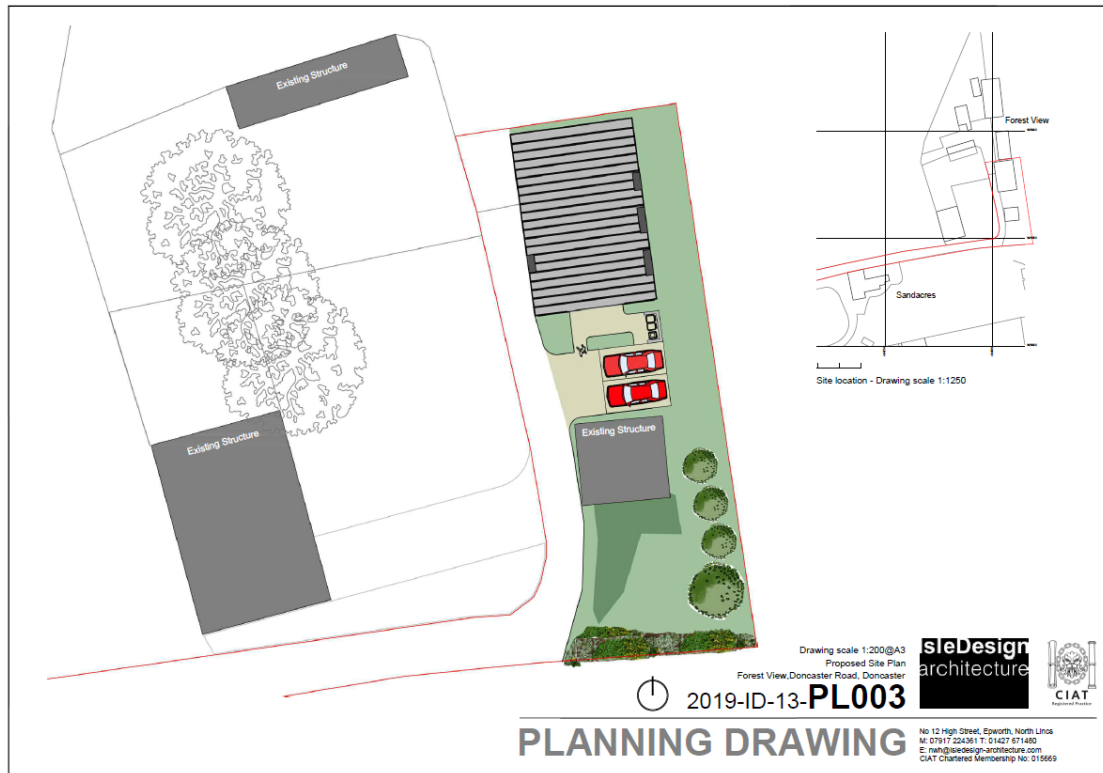 Existing Structure
Forest View
Sandacres
Site location - Drawing scale 1:1250
Existing Structure
Existing Structure
Drawing scale 1:200@A3
Proposed Site Plan
Forest View,Doncaster Road, Doncaster
2019-ID-13-PL003
IsleDesign
architecture
CIAT
Registered Practice
PLANNING DRAWING
No 12 High Street, Epworth, North Lincs
M: 07917 224361 T: 01427 671480
E: nwh@isledesign-architecture.com
CIAT Chartered Membership No: 015669